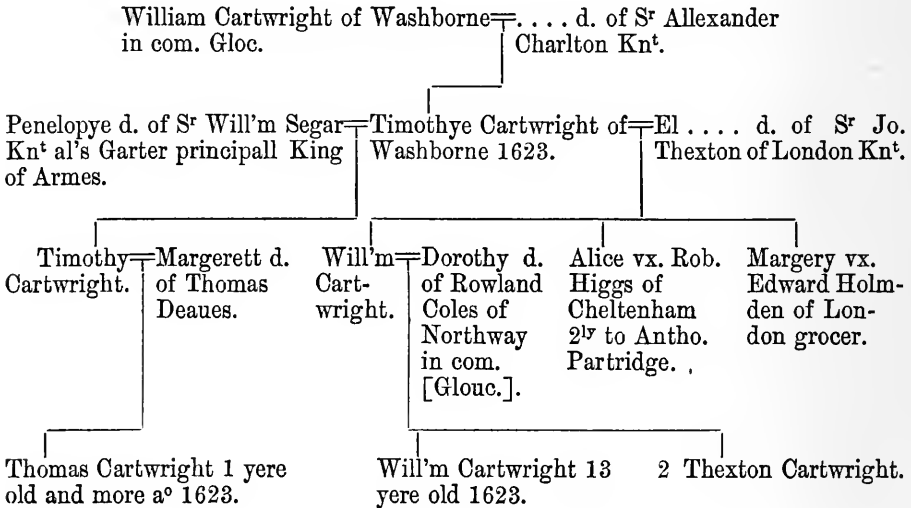 William Cartwright of Washborne=. . . . d. of Sʳ Allexander
in com. Gloc. Charlton Knᵗ.
Penelopye d. of Sʳ Will'm Segar=Timothye Cartwright of=El . . . . d. of Sʳ Jo.
Knᵗ al's Garter principall King Washborne 1623. Thexton of London Knᵗ.
of Armes.
Timothy=Margerett d. Will'm=Dorothy d. Alice vx. Rob. Margery vx.
Cartwright. of Thomas Cart- of Rowland Higgs of Edward Holm-
Deaues. wright. Coles of Cheltenham den of Lon-
Northway 2ˡʸ to Antho. don grocer.
in com. Partridge.
[Glouc.].
Thomas Cartwright 1 yere Will'm Cartwright 13 2 Thexton Cartwright.
old and more aº 1623. yere old 1623.